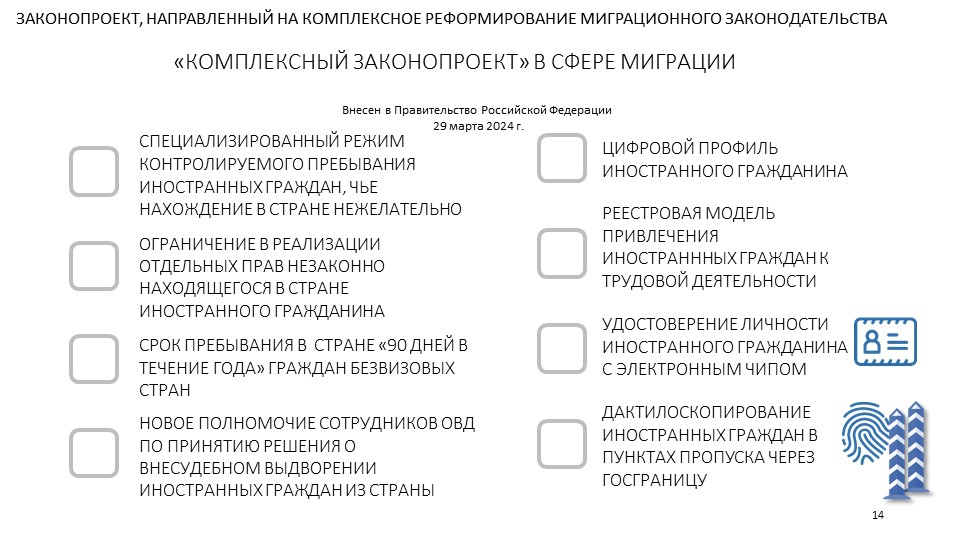 ЗАКОНОПРОЕКТ, НАПРАВЛЕННЫЙ НА КОМПЛЕКСНОЕ РЕФОРМИРОВАНИЕ МИГРАЦИОННОГО ЗАКОНОДАТЕЛЬСТВА
«КОМПЛЕКСНЫЙ ЗАКОНОПРОЕКТ» В СФЕРЕ МИГРАЦИИ
Внесен в Правительство Российской Федерации
29 марта 2024 г.
СПЕЦИАЛИЗИРОВАННЫЙ РЕЖИМ
КОНТРОЛИРУЕМОГО ПРЕБЫВАНИЯ
ИНОСТРАННЫХ ГРАЖДАН, ЧЬЕ
НАХОЖДЕНИЕ В СТРАНЕ НЕЖЕЛАТЕЛЬНО
ОГРАНИЧЕНИЕ В РЕАЛИЗАЦИИ
ОТДЕЛЬНЫХ ПРАВ НЕЗАКОННО
НАХОДЯЩЕГОСЯ В СТРАНЕ
ИНОСТРАННОГО ГРАЖДАНИНА
СРОК ПРЕБЫВАНИЯ В СТРАНЕ «90 ДНЕЙ В
ТЕЧЕНИЕ ГОДА» ГРАЖДАН БЕЗВИЗОВЫХ
СТРАН
НОВОЕ ПОЛНОМОЧИЕ СОТРУДНИКОВ ОВД
ПО ПРИНЯТИЮ РЕШЕНИЯ О
ВНЕСУДЕБНОМ ВЫДВОРЕНИИ
ИНОСТРАННЫХ ГРАЖДАН ИЗ СТРАНЫ
ЦИФРОВОЙ ПРОФИЛЬ
ИНОСТРАННОГО ГРАЖДАНИНА
РЕЕСТРОВАЯ МОДЕЛЬ
ПРИВЛЕЧЕНИЯ
ИНОСТРАНННЫХ ГРАЖДАН К
ТРУДОВОЙ ДЕЯТЕЛЬНОСТИ
УДОСТОВЕРЕНИЕ ЛИЧНОСТИ
ИНОСТРАННОГО ГРАЖДАНИНА
С ЭЛЕКТРОННЫМ ЧИПОМ
ДАКТИЛОСКОПИРОВАНИЕ
ИНОСТРАННЫХ ГРАЖДАН В
ПУНКТАХ ПРОПУСКА ЧЕРЕЗ
ГОСГРАНИЦУ
14